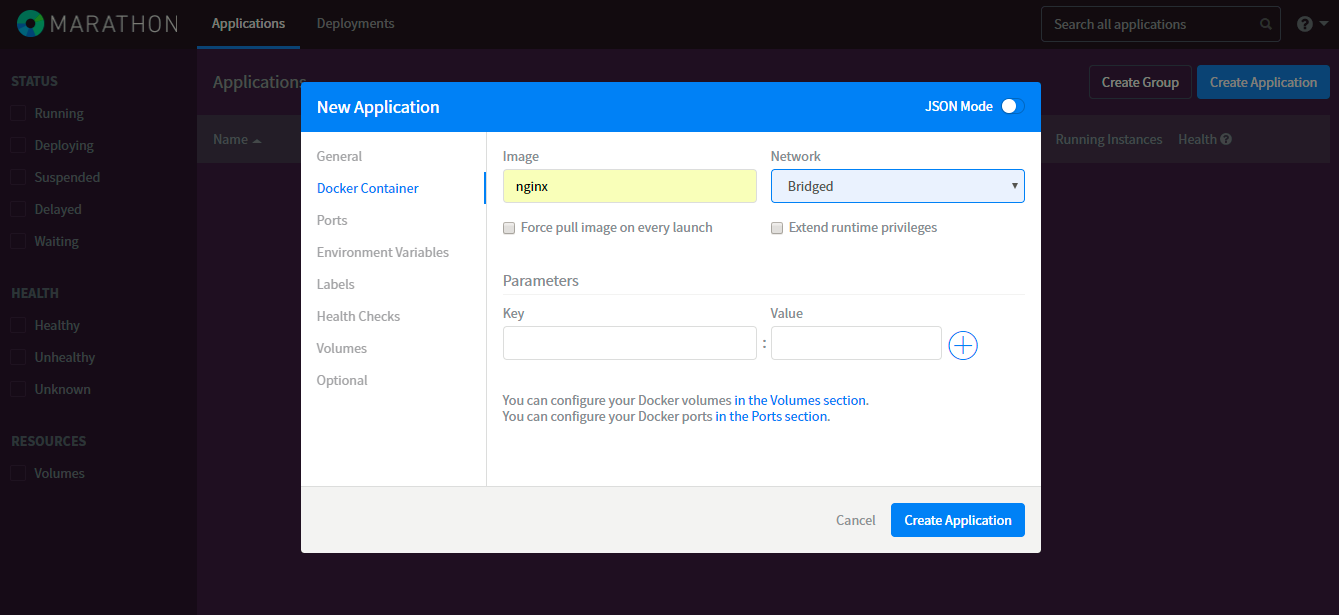 MARATHON
Applications
Deployments
Search all applications
STATUS
Running
Deploying
Suspended
Delayed
Waiting
HEALTH
Healthy
Unhealthy
Unknown
RESOURCES
Volumes
Applications
Create Group
Create Application
Name
Running Instances
Health
New Application
JSON Mode
General
Docker Container
Ports
Environment Variables
Labels
Health Checks
Volumes
Optional
Image
Network
nginx
Bridged
Force pull image on every launch
Extend runtime privileges
Parameters
Key
Value
:
You can configure your Docker volumes in the Volumes section.
You can configure your Docker ports in the Ports section.
Cancel
Create Application